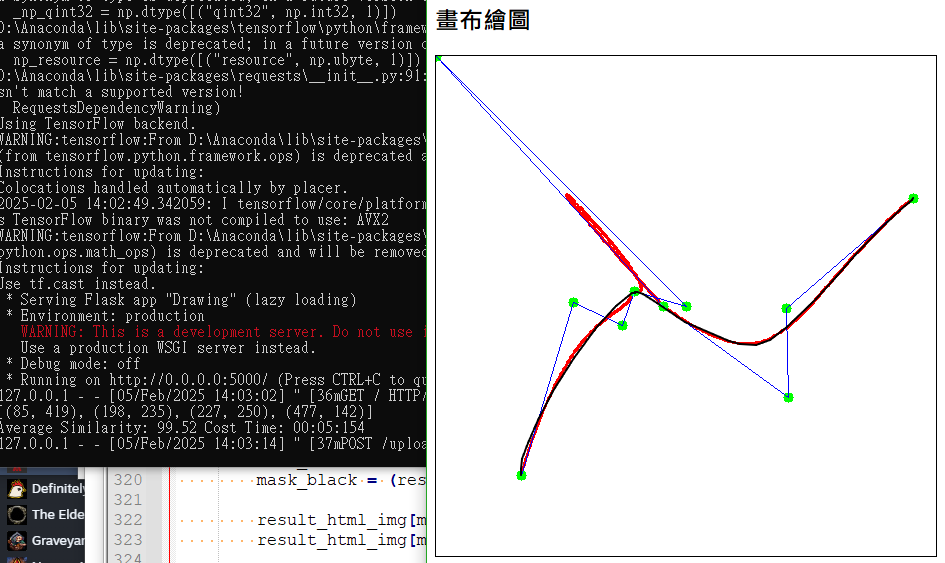 _np_qint32 = np.dtype([("qint32", np.int32, 1)])
D:\Anaconda\lib\site-packages\tensorflow\python\framew
a synonym of type is deprecated; in a future version o
np_resource = np.dtype([("resource", np.ubyte, 1)])
D:\Anaconda\lib\site-packages\requests\__init__.py:91:
sn't match a supported version!
RequestsDependencyWarning)
Using TensorFlow backend.
WARNING:tensorflow:From D:\Anaconda\lib\site-packages\
(from tensorflow.python.framework.ops) is deprecated a
Instructions for updating:
Colocations handled automatically by placer.
2025-02-05 14:02:49.342059: I tensorflow/core/platform
s TensorFlow binary was not compiled to use: AVX2
WARNING:tensorflow:From D:\Anaconda\lib\site-packages\
python.ops.math_ops) is deprecated and will be removed
Instructions for updating:
Use tf.cast instead.
* Serving Flask app "Drawing" (lazy loading)
* Environment: production
WARNING: This is a development server. Do not use i
Use a production WSGI server instead.
* Debug mode: off
* Running on http://0.0.0.0:5000/ (Press CTRL+C to qu
127.0.0.1 - - [05/Feb/2025 14:03:02] " [36mGET / HTTP/
[(85, 419), (198, 235), (227, 250), (477, 142)]
Average Similarity: 99.52 Cost Time: 00:05:154
127.0.0.1 - - [05/Feb/2025 14:03:14] " [37mPOST /uploa
畫布繪圖
Definitely
The Elde
Graveyar
320 mask_black = (res
321
322 result_html_img[m
323 result_html_img[m
324